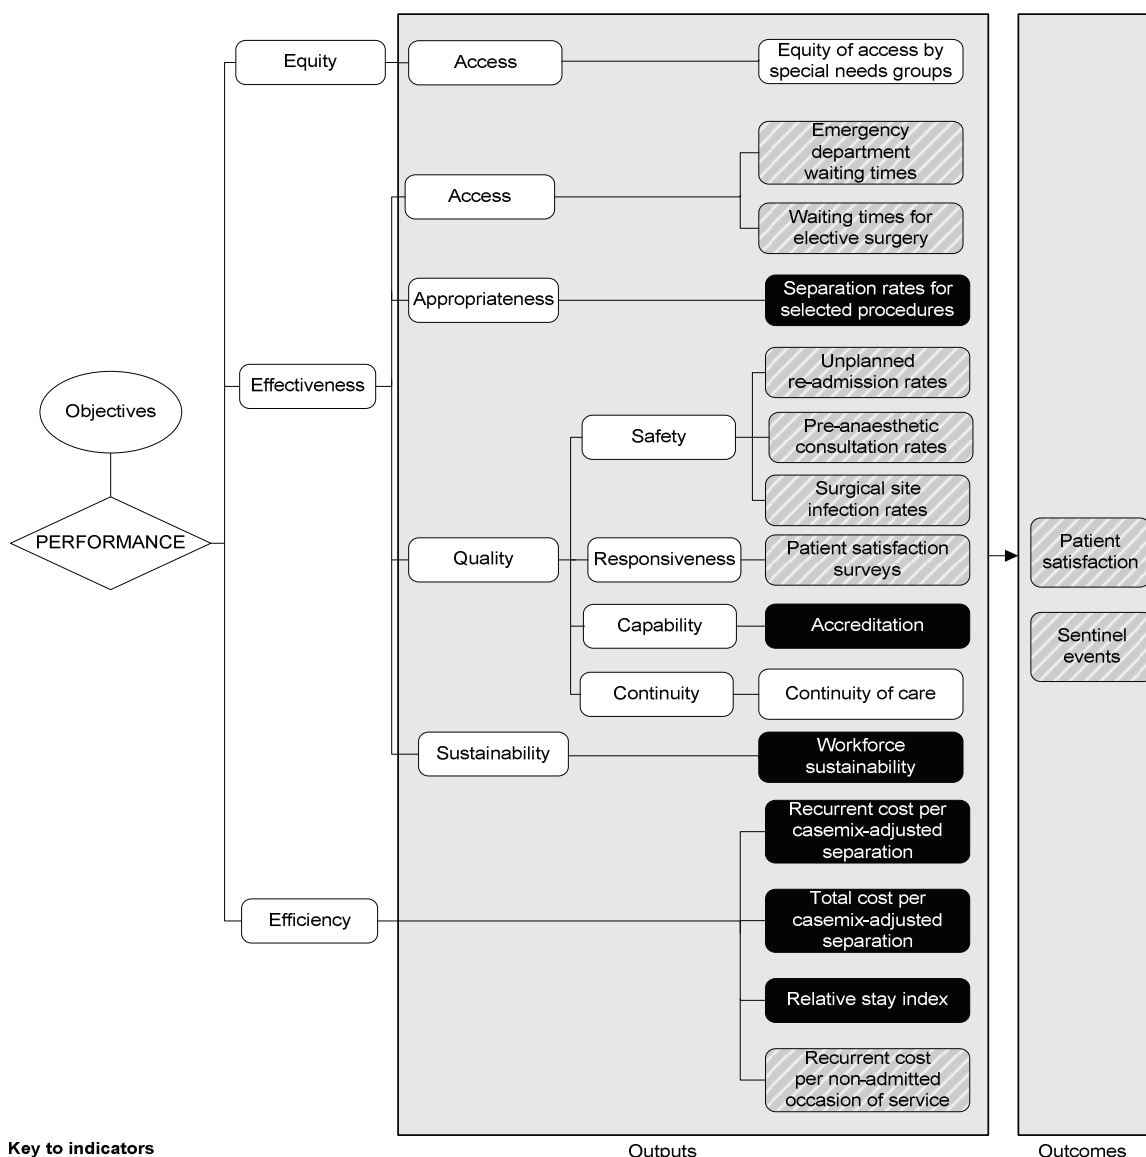 Equity
Access
Equity of access by
special needs groups
Emergency
department
waiting times
Access
Waiting times for
elective surgery
Appropriateness
Separation rates for
selected procedures
Unplanned
re-admission rates
Effectiveness
Objectives
Safety
Pre-anaesthetic
consultation rates
Surgical site
infection rates
PERFORMANCE
Quality
Responsiveness
Patient satisfaction
surveys
Patient
satisfaction
Capability
Accreditation
Sentinel
events
Continuity
Continuity of care
Sustainability
Workforce
sustainability
Recurrent cost per
casemix-adjusted
separation
Efficiency
Total cost per
casemix-adjusted
separation
Relative stay index
Recurrent cost
per non-admitted
occasion of service
Key to indicators
Outputs
Outcomes